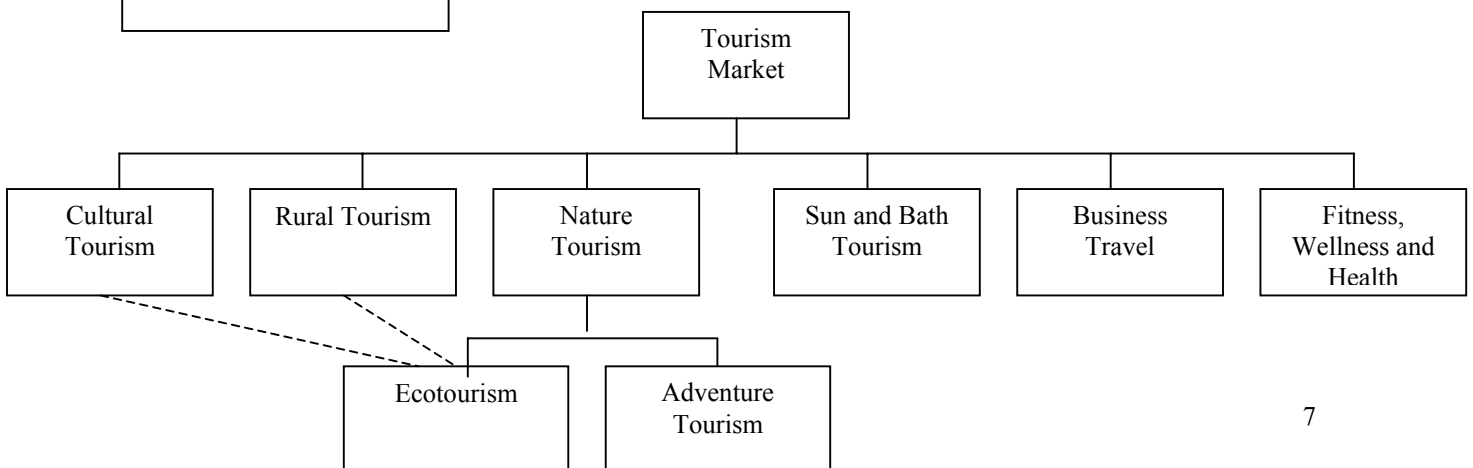 Tourism
Market
Cultural
Tourism
Rural Tourism
Nature
Tourism
Sun and Bath
Tourism
Business
Travel
Fitness,
Wellness and
Health
Ecotourism
Adventure
Tourism
7